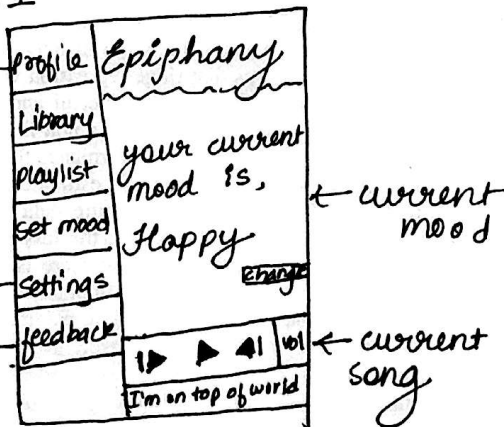 profile
Library
playlist
set mood
settings
feedback
Epiphany
your current
mood is,
Happy
change
vol
I'm on top of world
current
mood
current
song